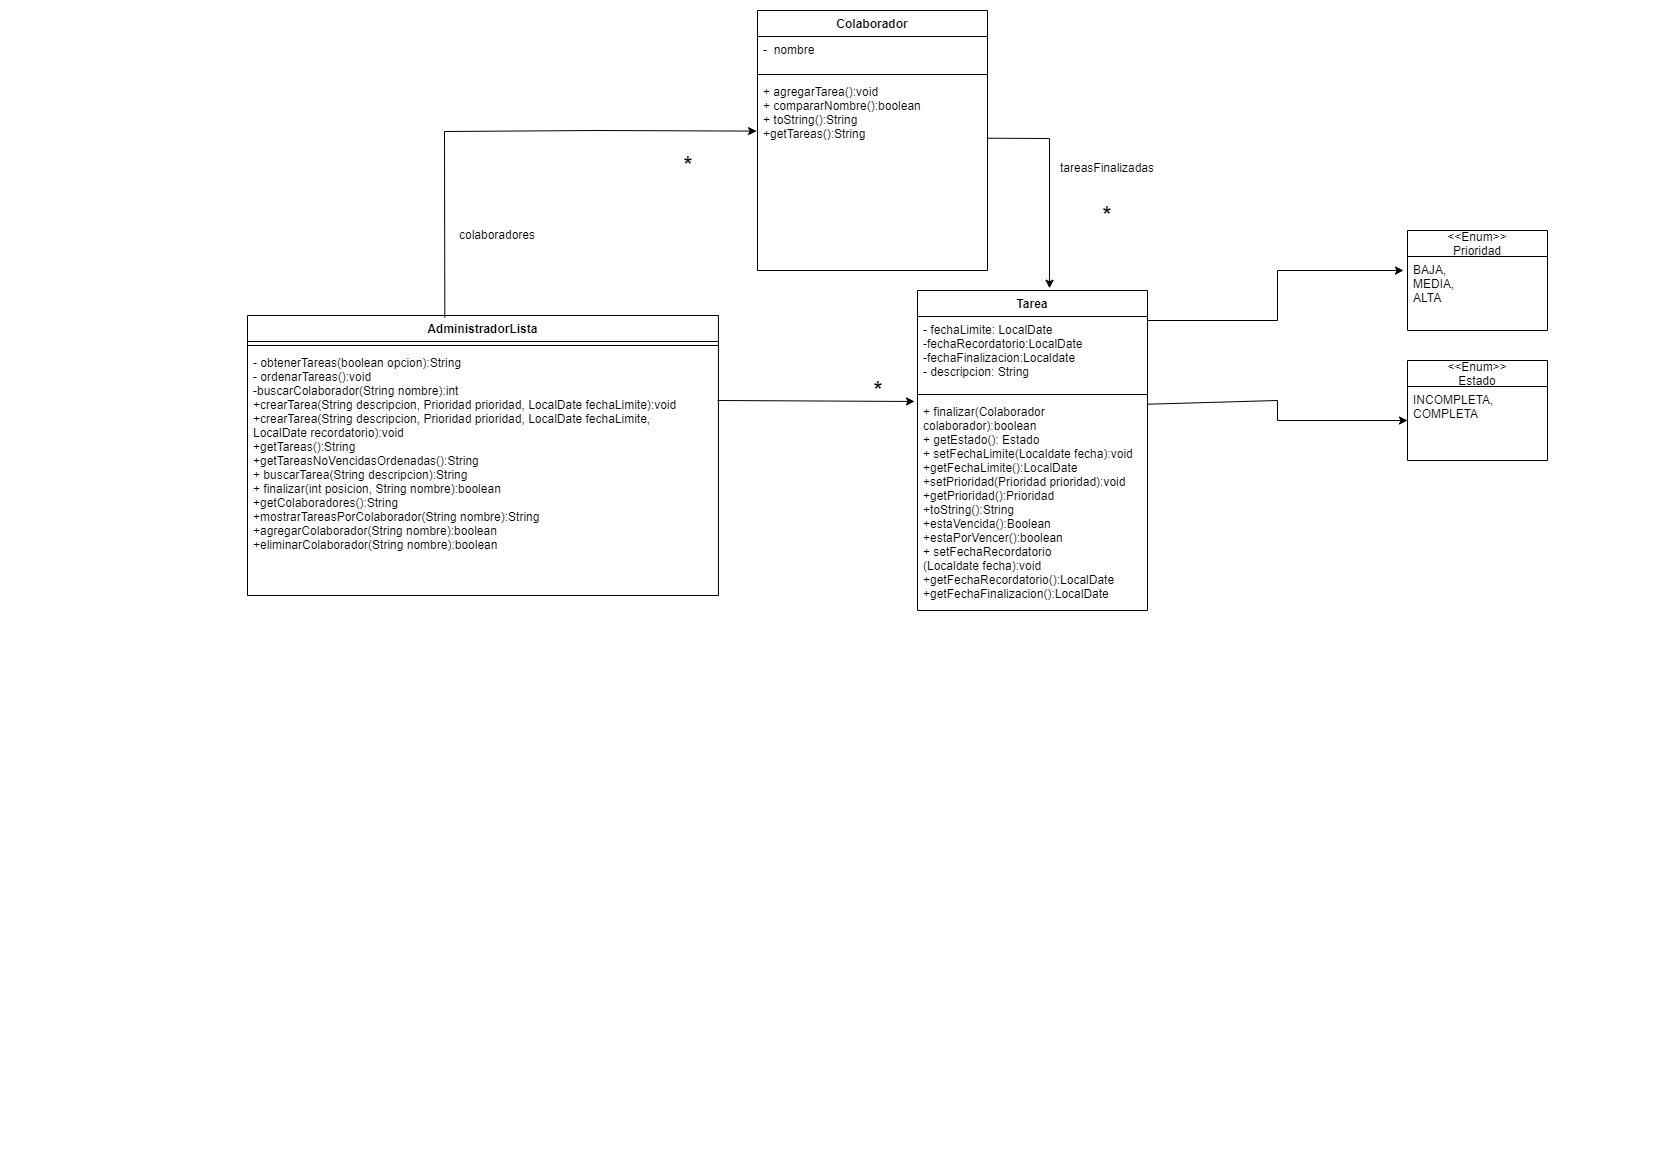 Colaborador
- nombre
+ agregarTarea():void
+ compararNombre():boolean
+ toString():String
+getTareas():String
*
colaboradores
tareasFinalizadas
*
AdministradorLista
- obtenerTareas(boolean opcion):String
- ordenarTareas():void
-buscarColaborador(String nombre):int
+crearTarea(String descripcion, Prioridad prioridad, LocalDate fechaLimite):void
+crearTarea(String descripcion, Prioridad prioridad, LocalDate fechaLimite,
LocalDate recordatorio):void
+getTareas():String
+getTareasNoVencidasOrdenadas():String
+ buscarTarea(String descripcion):String
+ finalizar(int posicion, String nombre):boolean
+getColaboradores():String
+mostrarTareasPorColaborador(String nombre):String
+agregarColaborador(String nombre):boolean
+eliminarColaborador(String nombre):boolean
*
Tarea
- fechaLimite: LocalDate
-fechaRecordatorio:LocalDate
-fechaFinalizacion:Localdate
- descripcion: String
+ finalizar(Colaborador
colaborador):boolean
+ getEstado(): Estado
+ setFechaLimite(Localdate fecha):void
+getFechaLimite():LocalDate
+setPrioridad(Prioridad prioridad):void
+getPrioridad():Prioridad
+toString():String
+estaVencida():Boolean
+estaPorVencer():boolean
+ setFechaRecordatorio
(Localdate fecha):void
+getFechaRecordatorio():LocalDate
+getFechaFinalizacion():LocalDate
<<Enum>>
Prioridad
BAJA,
MEDIA,
ALTA
<<Enum>>
Estado
INCOMPLETA,
COMPLETA